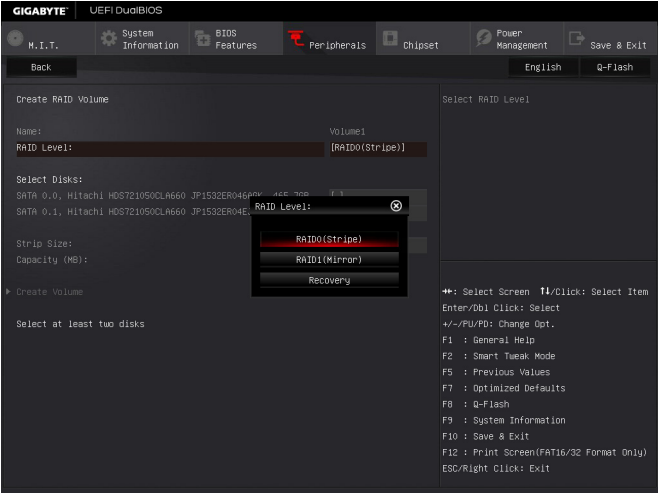 GIGABYTE™ UEFI DualBIOS
M.I.T. System Information BIOS Features Peripherals Chipset Power Management Save & Exit
Back English Q-Flash
Create RAID Volume Select RAID Level
Name: Volume1
RAID Level: [RAID0(Stripe)]
Select Disks:
SATA 0.0, Hitachi HDS721050CLA660 JP1532ER046A9K 465.7GB [ ]
SATA 0.1, Hitachi HDS721050CLA660
RAID Level:
RAID0(Stripe)
RAID1(Mirror)
Recovery
Strip Size:
Capacity (MB):
Create Volume
Select at least two disks
→←: Select Screen ↑↓/Click: Select Item
Enter/Dbl Click: Select
+/-/PU/PD: Change Opt.
F1 : General Help
F2 : Smart Tweak Mode
F5 : Previous Values
F7 : Optimized Defaults
F8 : Q-Flash
F9 : System Information
F10 : Save & Exit
F12 : Print Screen(FAT16/32 Format Only)
ESC/Right Click: Exit